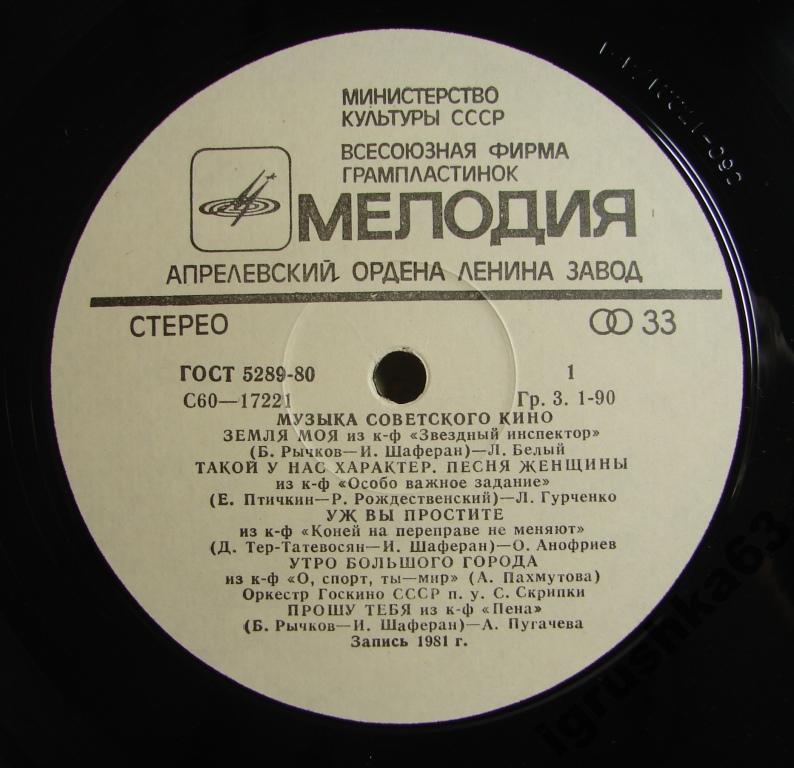 МИНИСТЕРСТВО
КУЛЬТУРЫ СССР
ВСЕСОЮЗНАЯ ФИРМА
ГРАМПЛАСТИНОК
МЕЛОДИЯ
АПРЕЛЕВСКИЙ ОРДЕНА ЛЕНИНА ЗАВОД
СТЕРЕО 33
ГОСТ 5289-80 1
С60—17221 Гр. 3. 1-90
МУЗЫКА СОВЕТСКОГО КИНО
ЗЕМЛЯ МОЯ из к-ф «Звездный инспектор»
(Б. Рычков—И. Шаферан)—Л. Белый
ТАКОЙ У НАС ХАРАКТЕР. ПЕСНЯ ЖЕНЩИНЫ
из к-ф «Особо важное задание»
(Е. Птичкин—Р. Рождественский)—Л. Гурченко
УЖ ВЫ ПРОСТИТЕ
из к-ф «Коней на переправе не меняют»
(Д. Тер-Татевосян—И. Шаферан)—О. Анофриев
УТРО БОЛЬШОГО ГОРОДА
из к-ф «О, спорт, ты—мир» (А. Пахмутова)
Оркестр Госкино СССР п. у. С. Скрипки
ПРОШУ ТЕБЯ из к-ф «Пена»
(Б. Рычков—И. Шаферан)—А. Пугачева
Запись 1981 г.
igrushka63